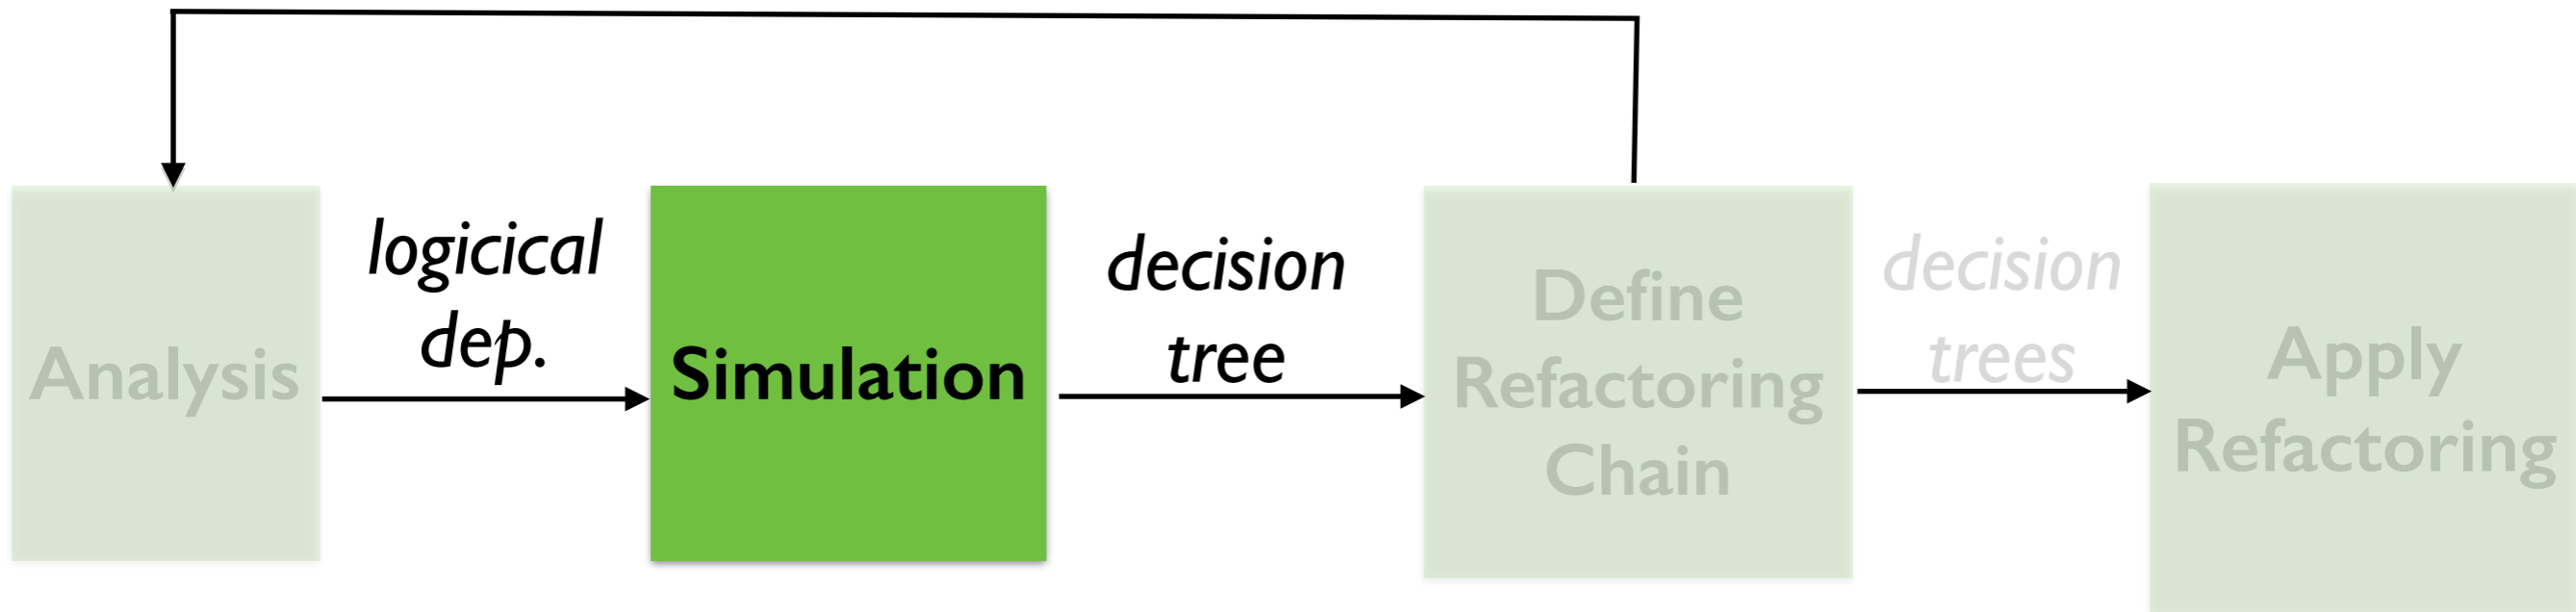 Analysis
logicical
dep.
Simulation
decision
tree
Define
Refactoring
Chain
decision
trees
Apply
Refactoring